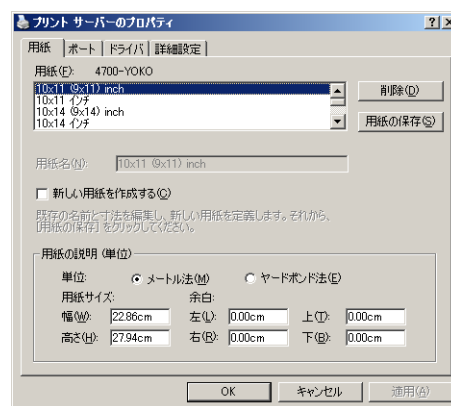 プリント サーバーのプロパティ
用紙 ポート ドライバ 詳細設定
用紙(F): 4700-YOKO
10x11 (9x11) inch
10x11 インチ
10x14 (9x14) inch
10x14 インチ
削除(D)
用紙の保存(S)
用紙名(N): 10x11 (9x11) inch
新しい用紙を作成する(C)
既存の名前と寸法を編集し、新しい用紙を定義します。それから、
[用紙の保存] をクリックしてください。
用紙の説明 (単位)
単位: メートル法(M) ヤードポンド法(E)
用紙サイズ: 余白:
幅(W): 22.86cm 左(L): 0.00cm 上(T): 0.00cm
高さ(H): 27.94cm 右(R): 0.00cm 下(B): 0.00cm
OK キャンセル 適用(A)